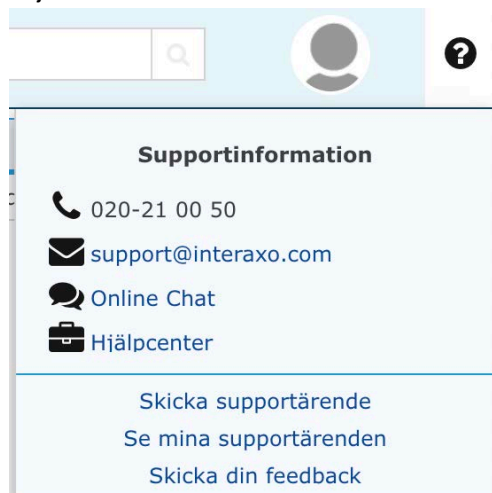 Supportinformation
020-21 00 50
support@interaxo.com
Online Chat
Hjälpcenter
Skicka supportärende
Se mina supportärenden
Skicka din feedback